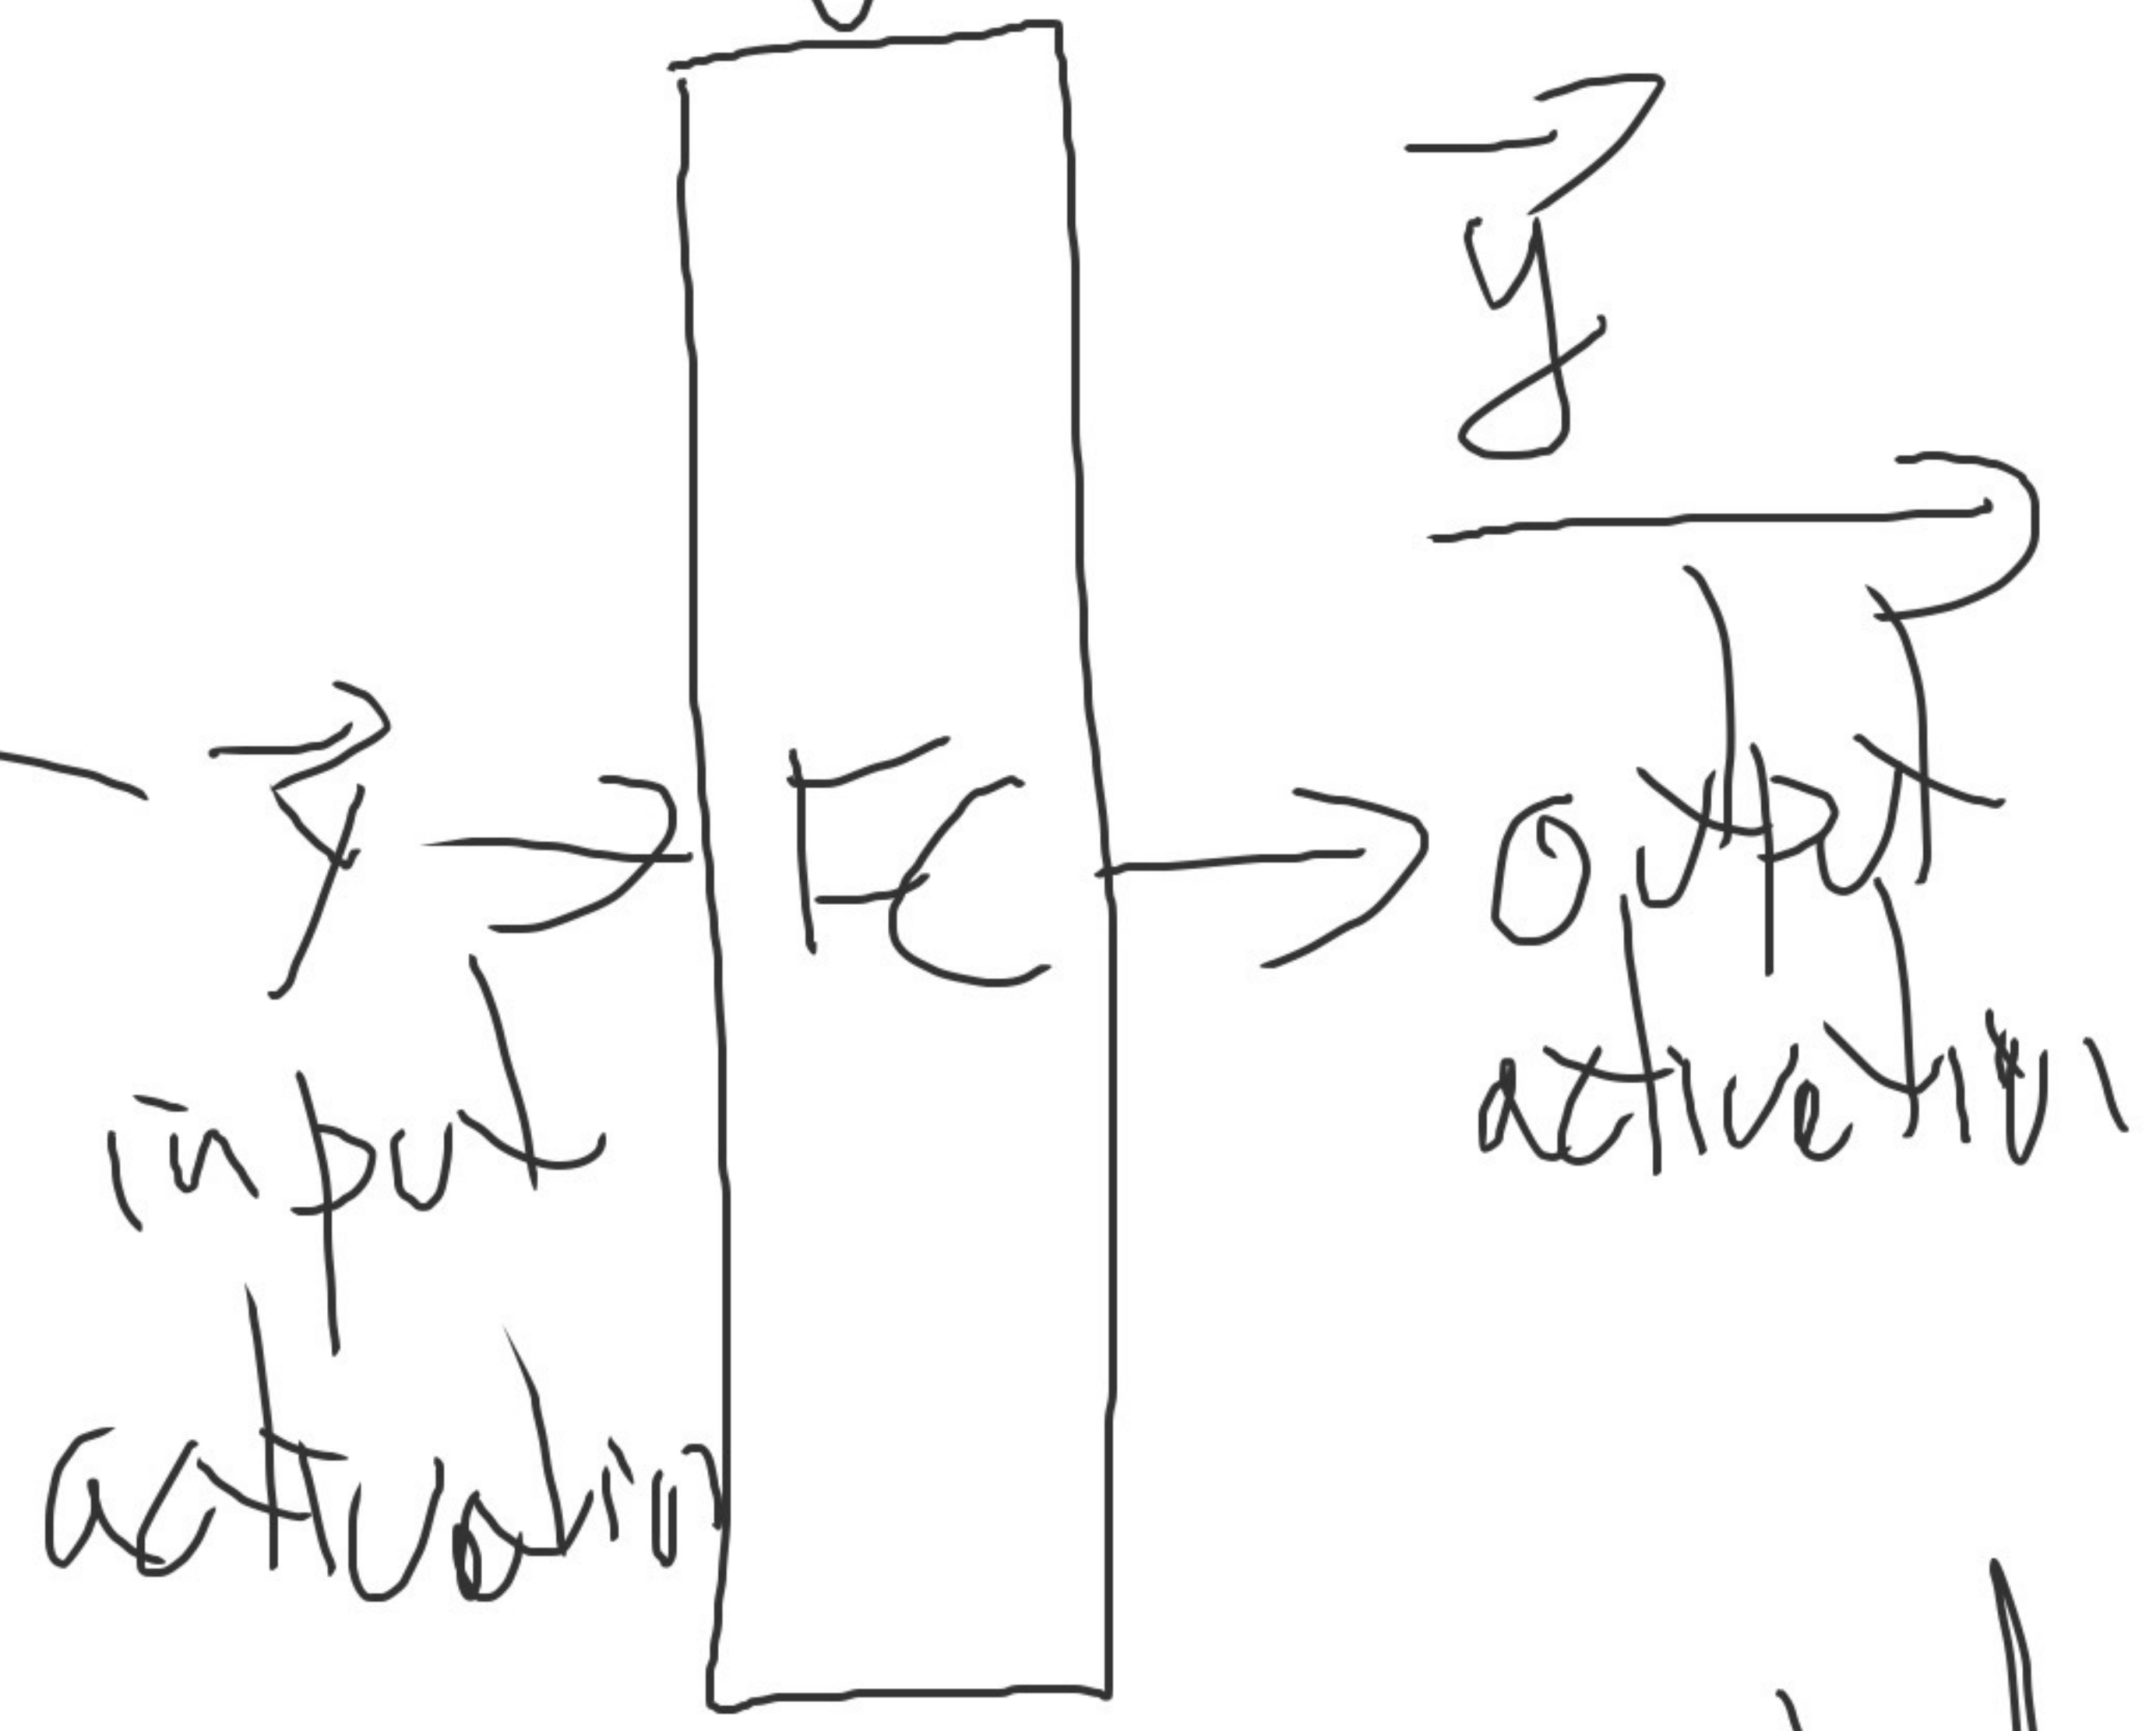 y⃗
x⃗ → FC → output
activation
input
activation